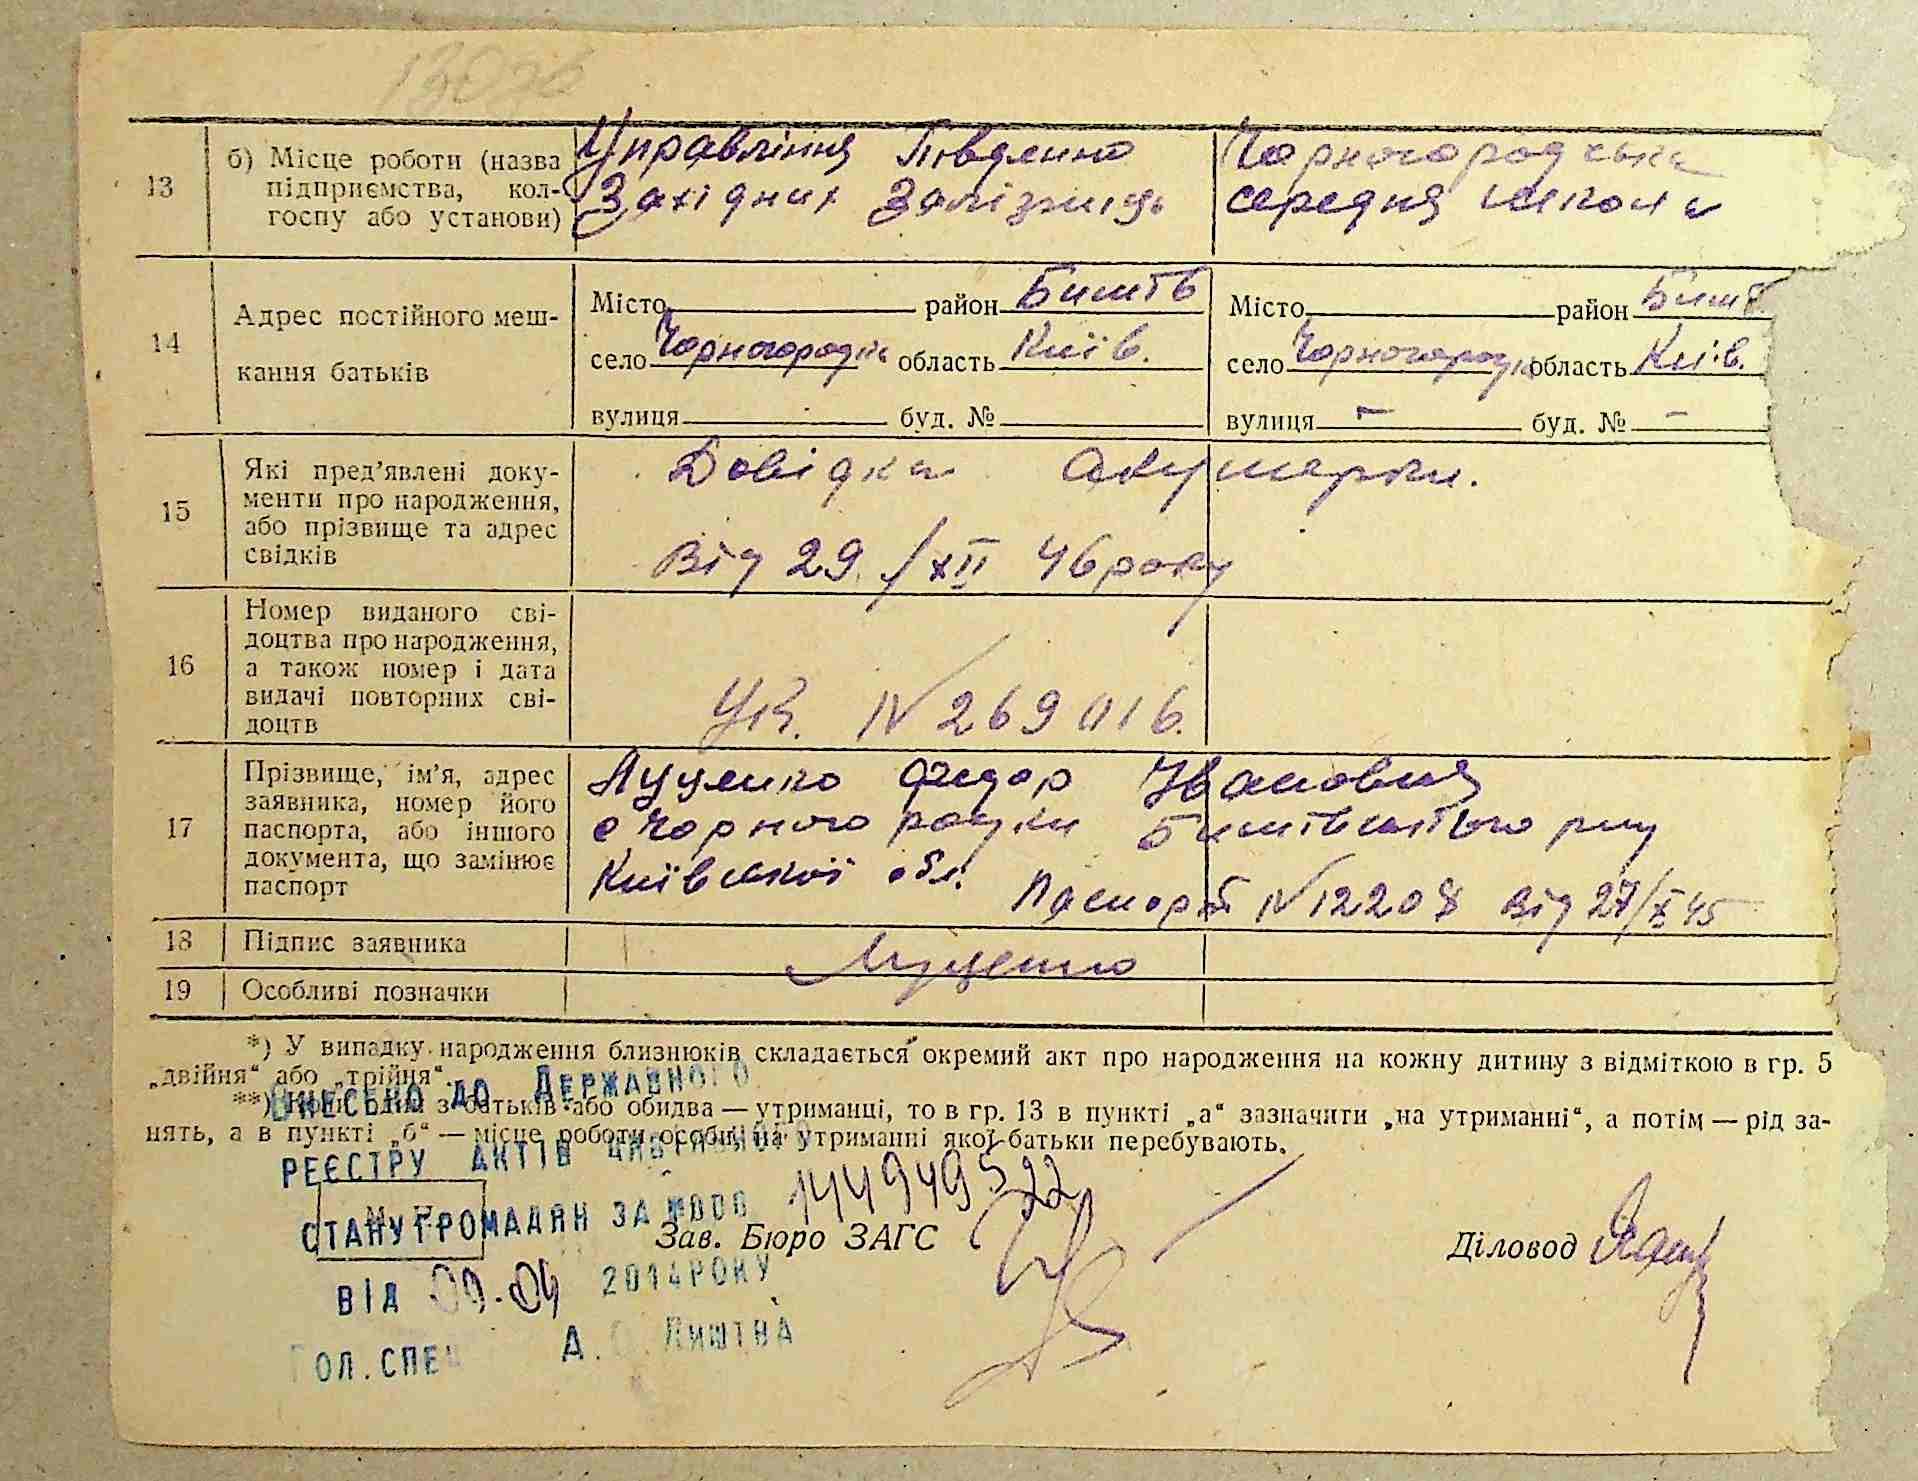 13
б) Місце роботи (назва
підприємства, кол-
госпу або установи)
Управління Південно
Західних Залізниць
Чорногородська
середня школа
14
Адрес постійного меш-
кання батьків
Місто район Бишів
село Чорногородка область Київ.
вулиця буд. №
Місто район Бишів
село Чорногородка область Київ.
вулиця — буд. № —
15
Які пред'явлені доку-
менти про народження,
або прізвище та адрес
свідків
Довідка акушерки.
Від 29/XII 46 року
16
Номер виданого сві-
доцтва про народження,
а також номер і дата
видачі повторних сві-
доцтв
УК. № 269016.
17
Прізвище, ім'я, адрес
заявника, номер його
паспорта, або іншого
документа, що замінює
паспорт
Луценко Федор Іванович
с Чорногородки Бишівського р-ну
Київської обл. Паспорт № 12208 від 27/X 45
18
Підпис заявника
Луценко
19
Особливі позначки
*) У випадку народження близнюків складається окремий акт про народження на кожну дитину з відміткою в гр. 5
„двійня“ або „трійня“.
**) Коли один з батьків або обидва — утриманці, то в гр. 13 в пункті „а“ зазначити „на утриманні“, а потім — рід за-
нять, а в пункті „б“ — місце роботи особи, на утриманні якої батьки перебувають.
ВНЕСЕНО ДО ДЕРЖАВНОГО
РЕЄСТРУ АКТІВ ЦИВІЛЬНОГО
СТАНУ ГРОМАДЯН ЗА №
ВІД 09.04 2014 РОКУ
ГОЛ. СПЕЦ А. О. ЛИШТВА
М. П.
Зав. Бюро ЗАГС
Діловод